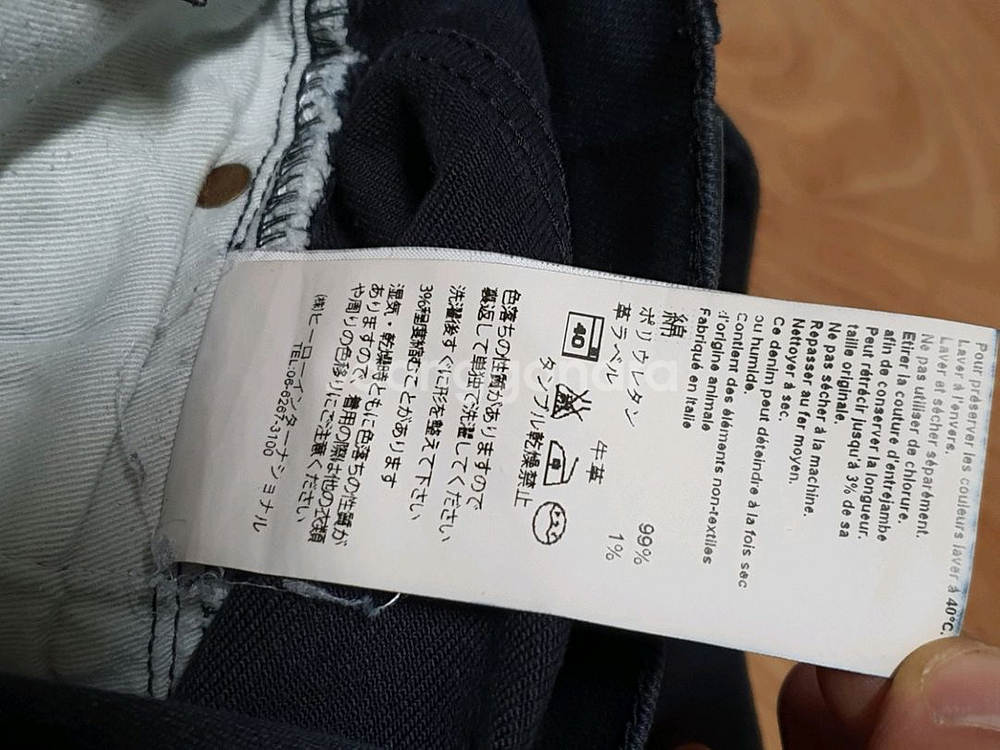 Pour préserver les couleurs laver à 40°C.
Laver à l'envers.
Laver et sécher séparément.
Ne pas utiliser de chlorure.
Etirer la couture d'entrejambe
afin de conserver la longueur.
Peut rétrécir jusqu'à 3% de sa
taille originale.
Ne pas sécher à la machine.
Repasser au fer moyen.
Nettoyer à sec.
Ce denim peut déteindre à la fois sec
ou humide.
Contient des éléments non-textiles
d'origine animale
Fabriqué en Italie
綿 99%
ポリウレタン 1%
革ラベル 牛革
40
タンブル乾燥禁止
色落ちの性質がありますので
裏返して単独で洗濯してください
洗濯後すぐに形を整えて下さい
3%程度縮むことがあります
湿気・乾燥時ともに色落ちの性質が
ありますので、着用の際は他の衣類
や周りの色移りにご注意ください
㈱ヒーローインターナショナル
TEL:06-6267-3100